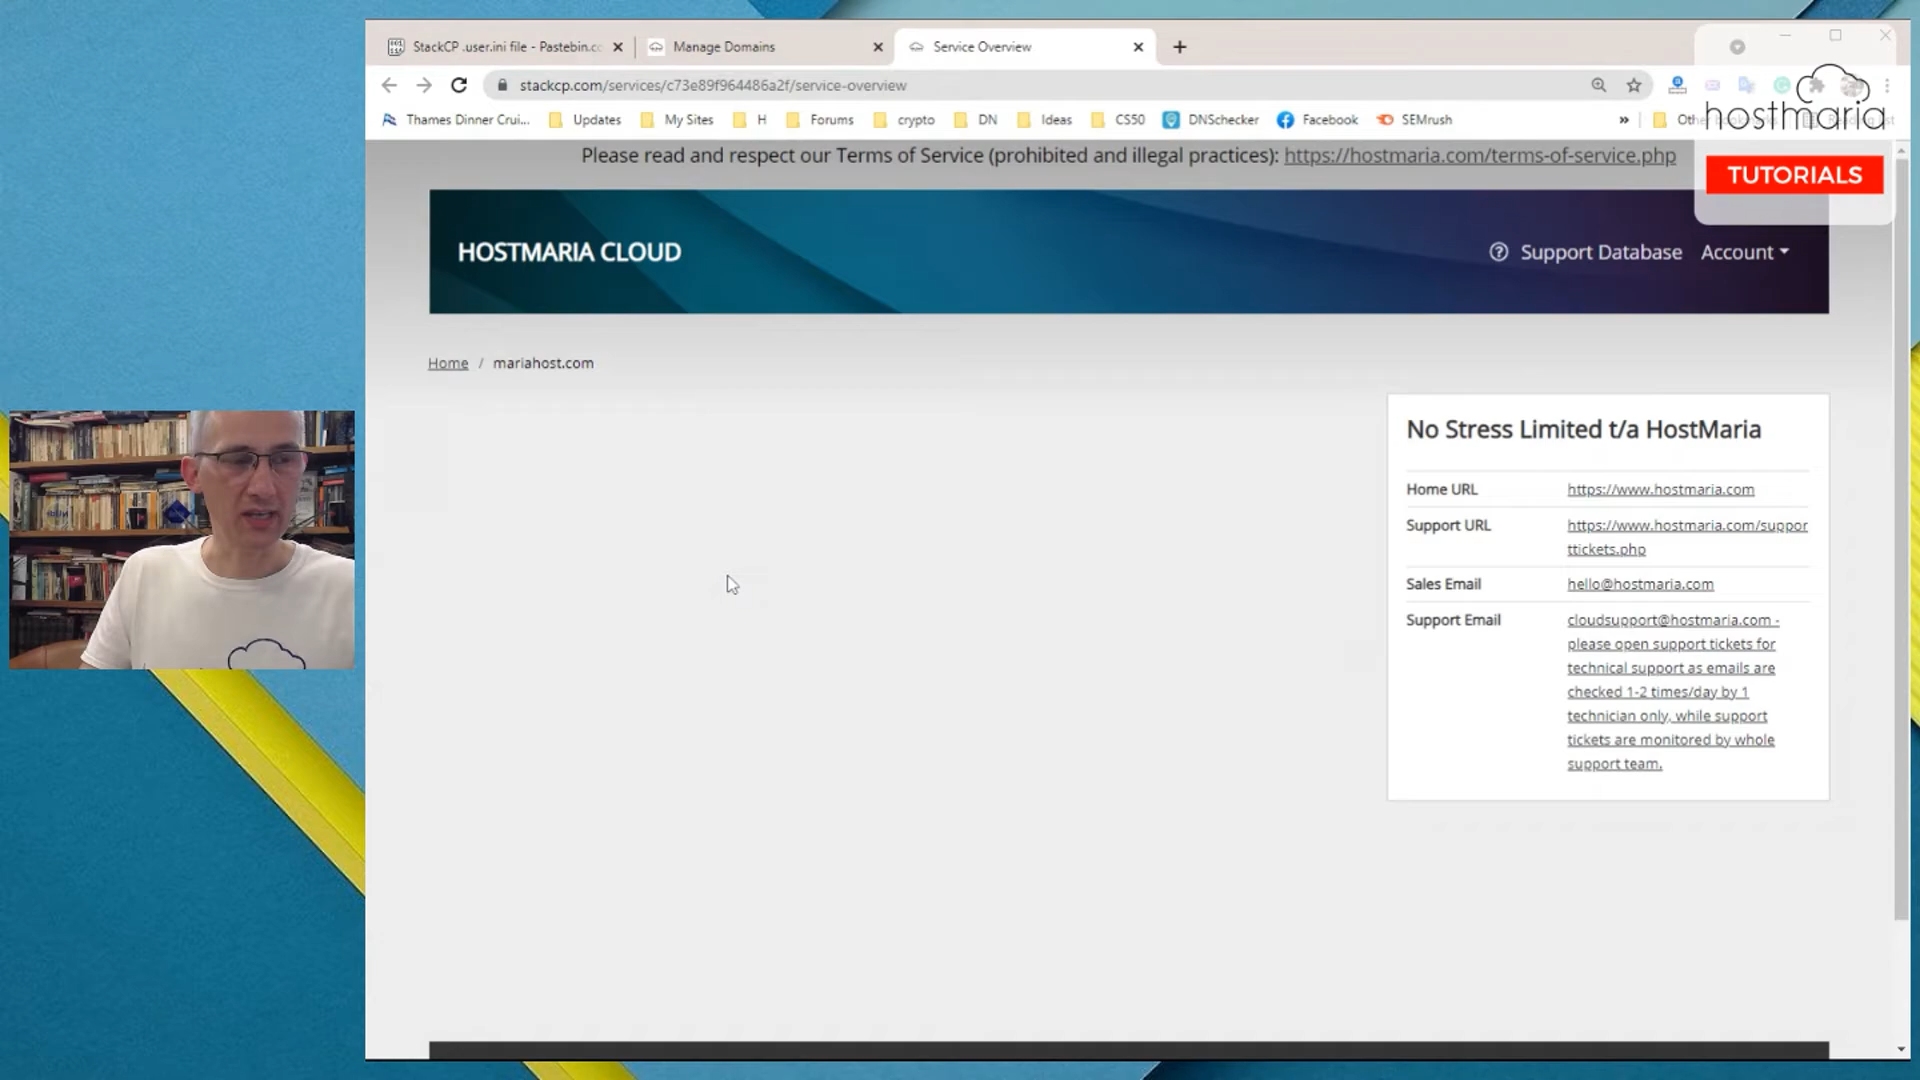 StackCP .user.ini file - Pastebin.c
Manage Domains
Service Overview
stackcp.com/services/c73e89f964486a2f/service-overview
Thames Dinner Crui...
Updates
My Sites
H
Forums
crypto
DN
Ideas
CS50
DNSchecker
Facebook
SEMrush
»
hostmaria
TUTORIALS
Please read and respect our Terms of Service (prohibited and illegal practices): https://hostmaria.com/terms-of-service.php
HOSTMARIA CLOUD
Support Database
Account
Home / mariahost.com
No Stress Limited t/a HostMaria
Home URL
https://www.hostmaria.com
Support URL
https://www.hostmaria.com/suppor
ttickets.php
Sales Email
hello@hostmaria.com
Support Email
cloudsupport@hostmaria.com -
please open support tickets for
technical support as emails are
checked 1-2 times/day by 1
technician only, while support
tickets are monitored by whole
support team.